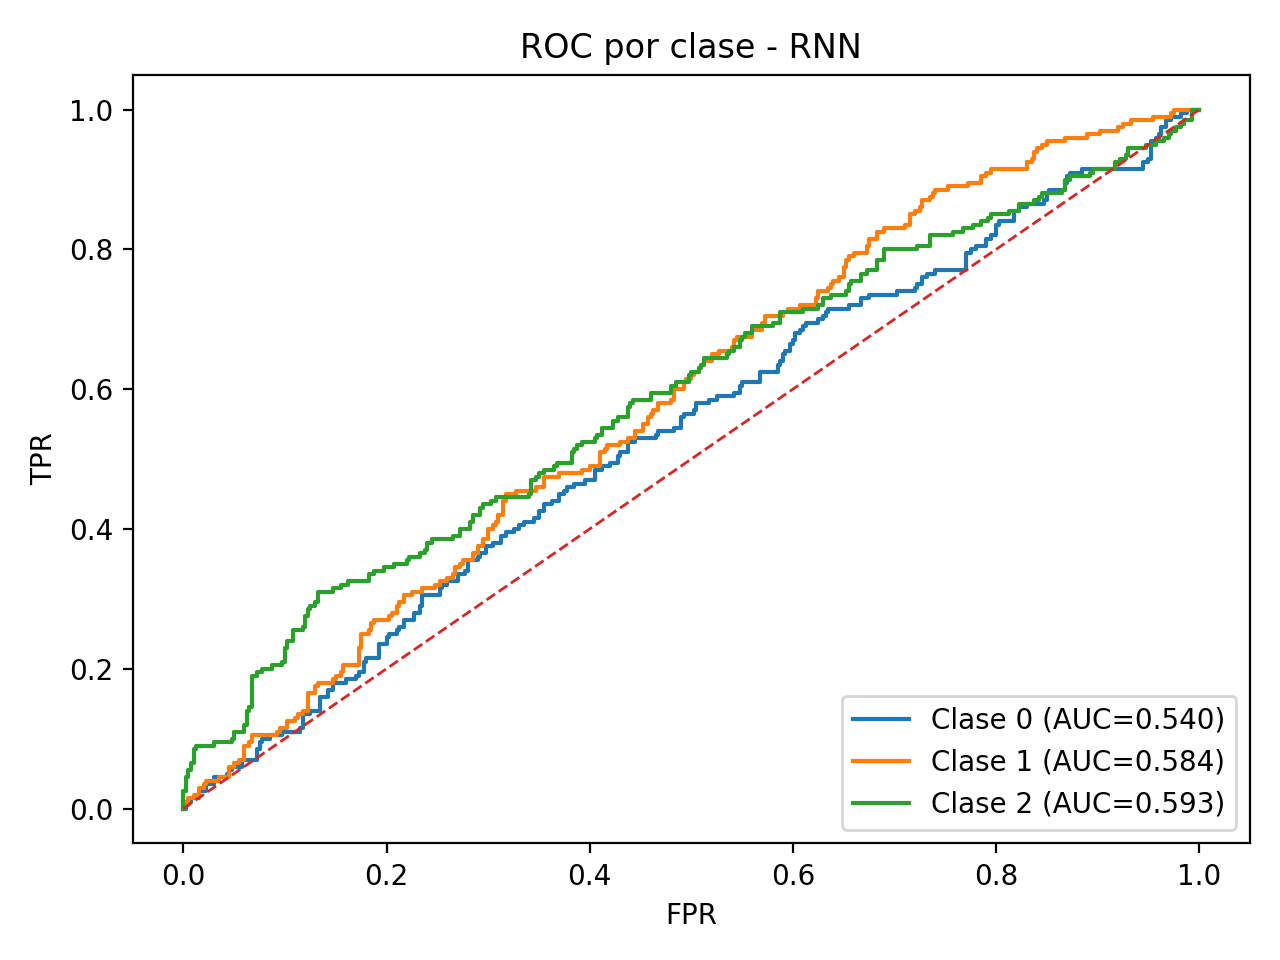 ROC por clase - RNN
1.0
0.8
0.6
0.4
0.2
0.0
TPR
0.0 0.2 0.4 0.6 0.8 1.0
FPR
Clase 0 (AUC=0.540)
Clase 1 (AUC=0.584)
Clase 2 (AUC=0.593)